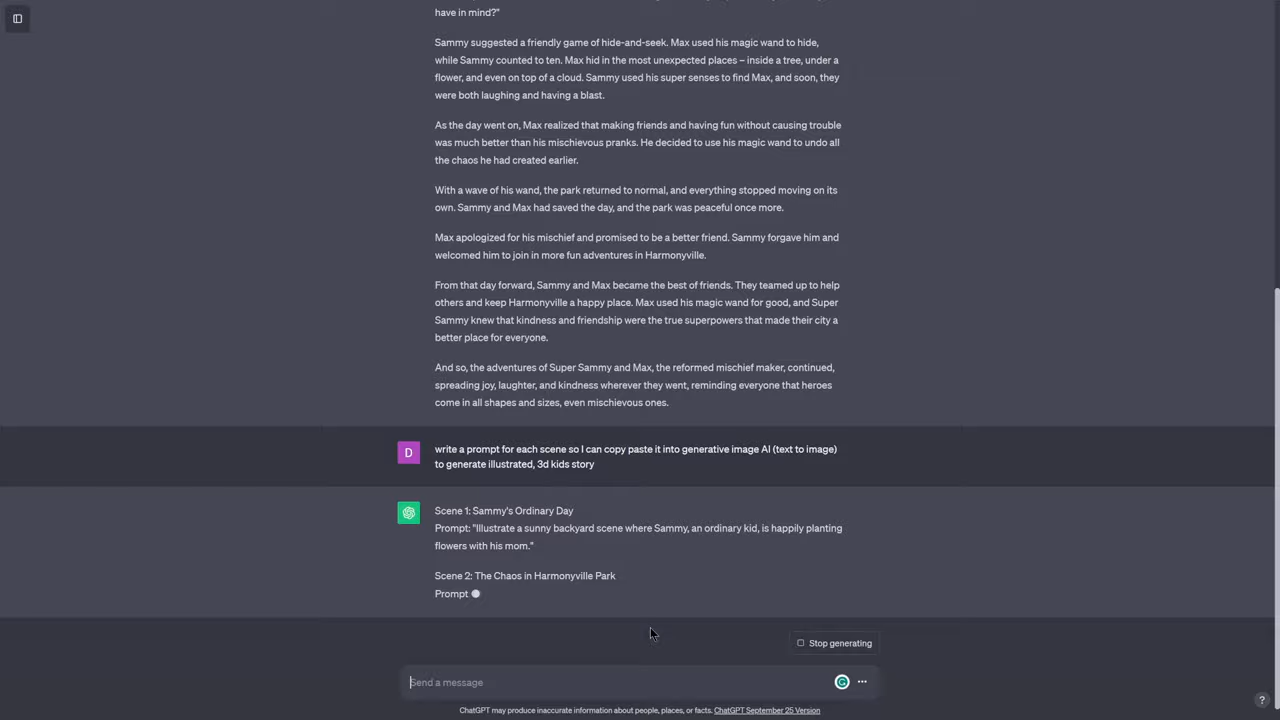 have in mind?"
Sammy suggested a friendly game of hide-and-seek. Max used his magic wand to hide,
while Sammy counted to ten. Max hid in the most unexpected places – inside a tree, under a
flower, and even on top of a cloud. Sammy used his super senses to find Max, and soon, they
were both laughing and having a blast.
As the day went on, Max realized that making friends and having fun without causing trouble
was much better than his mischievous pranks. He decided to use his magic wand to undo all
the chaos he had created earlier.
With a wave of his wand, the park returned to normal, and everything stopped moving on its
own. Sammy and Max had saved the day, and the park was peaceful once more.
Max apologized for his mischief and promised to be a better friend. Sammy forgave him and
welcomed him to join in more fun adventures in Harmonyville.
From that day forward, Sammy and Max became the best of friends. They teamed up to help
others and keep Harmonyville a happy place. Max used his magic wand for good, and Super
Sammy knew that kindness and friendship were the true superpowers that made their city a
better place for everyone.
And so, the adventures of Super Sammy and Max, the reformed mischief maker, continued,
spreading joy, laughter, and kindness wherever they went, reminding everyone that heroes
come in all shapes and sizes, even mischievous ones.
D
write a prompt for each scene so I can copy paste it into generative image AI (text to image)
to generate illustrated, 3d kids story
Scene 1: Sammy's Ordinary Day
Prompt: "Illustrate a sunny backyard scene where Sammy, an ordinary kid, is happily planting
flowers with his mom."
Scene 2: The Chaos in Harmonyville Park
Prompt
Stop generating
Send a message
ChatGPT may produce inaccurate information about people, places, or facts. ChatGPT September 25 Version
?